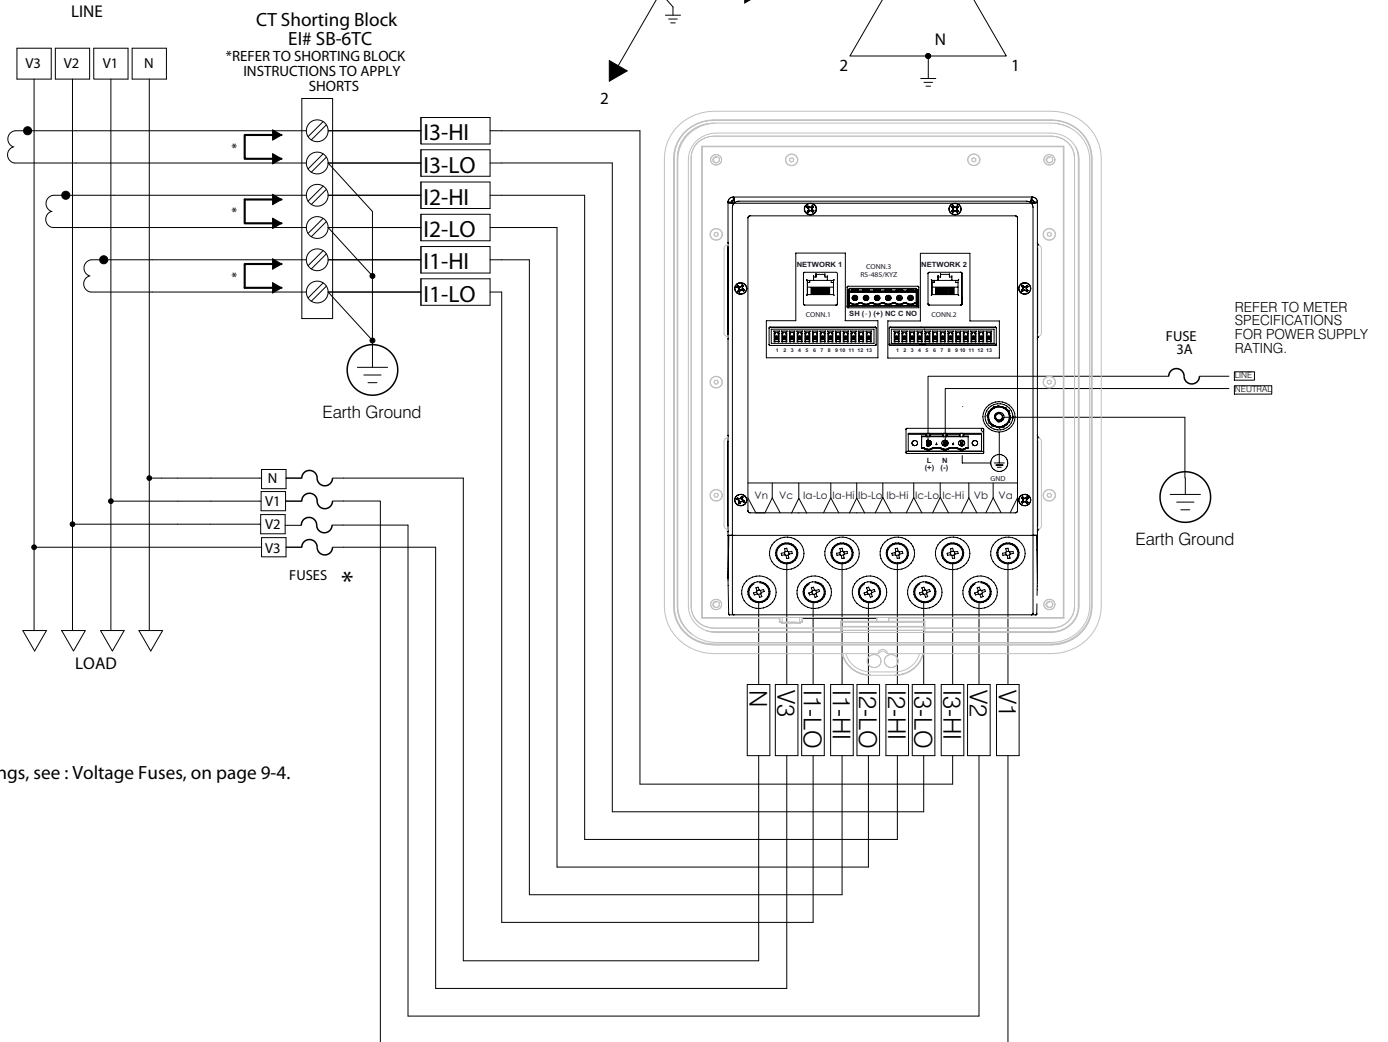 LINE
V3 V2 V1 N
CT Shorting Block
EI# SB-6TC
*REFER TO SHORTING BLOCK
INSTRUCTIONS TO APPLY
SHORTS
2
N
2 1
*
*
*
I3-HI
I3-LO
I2-HI
I2-LO
I1-HI
I1-LO
Earth Ground
NETWORK 1
CONN.3
RS-485/KYZ
NETWORK 2
CONN.1
SH (-) (+) NC C NO
CONN.2
1 2 3 4 5 6 7 8 9 10 11 12 13
1 2 3 4 5 6 7 8 9 10 11 12 13
FUSE
3A
REFER TO METER
SPECIFICATIONS
FOR POWER SUPPLY
RATING.
LINE
NEUTRAL
L N
(+) (-)
GND
Earth Ground
Vn Vc Ia-Lo Ia-Hi Ib-Lo Ib-Hi Ic-Lo Ic-Hi Vb Va
N
V1
V2
V3
FUSES *
LOAD
N V3 I1-LO I1-HI I2-LO I2-HI I3-LO I3-HI V2 V1
ngs, see : Voltage Fuses, on page 9-4.